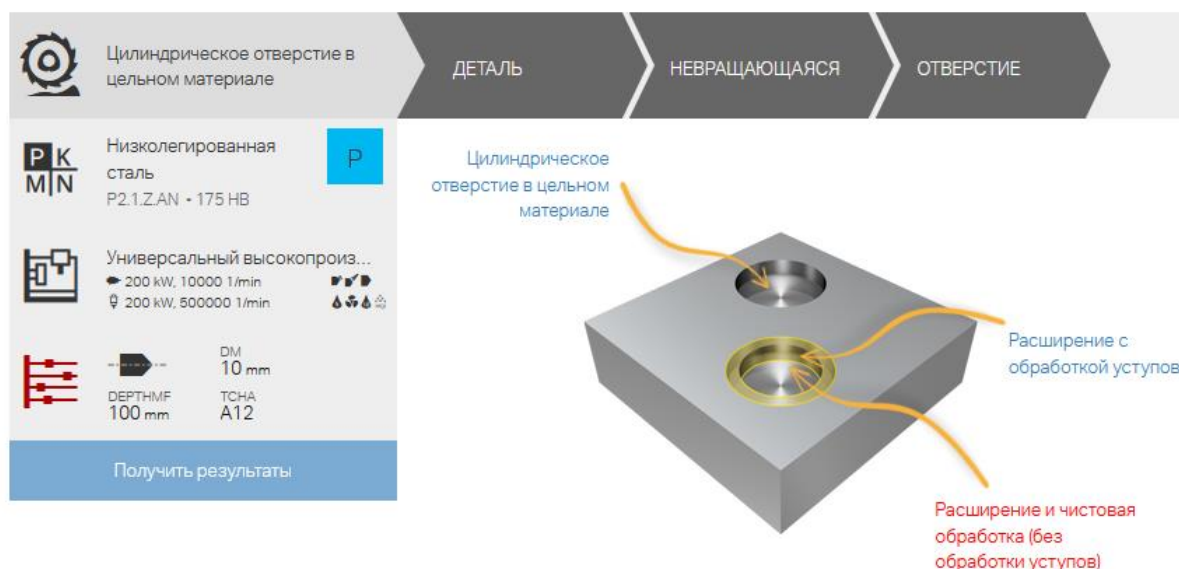 Цилиндрическое отверстие в
цельном материале
ДЕТАЛЬ
НЕВРАЩАЮЩАЯСЯ
ОТВЕРСТИЕ
P K
M N
Низколегированная
сталь
P2.1.Z.AN • 175 HB
P
Универсальный высокопроиз...
200 kW, 10000 1/min
200 kW, 500000 1/min
DM
10 mm
DEPTHMF
100 mm
TCHA
A12
Получить результаты
Цилиндрическое
отверстие в цельном
материале
Расширение с
обработкой уступов
Расширение и чистовая
обработка (без
обработки уступов)